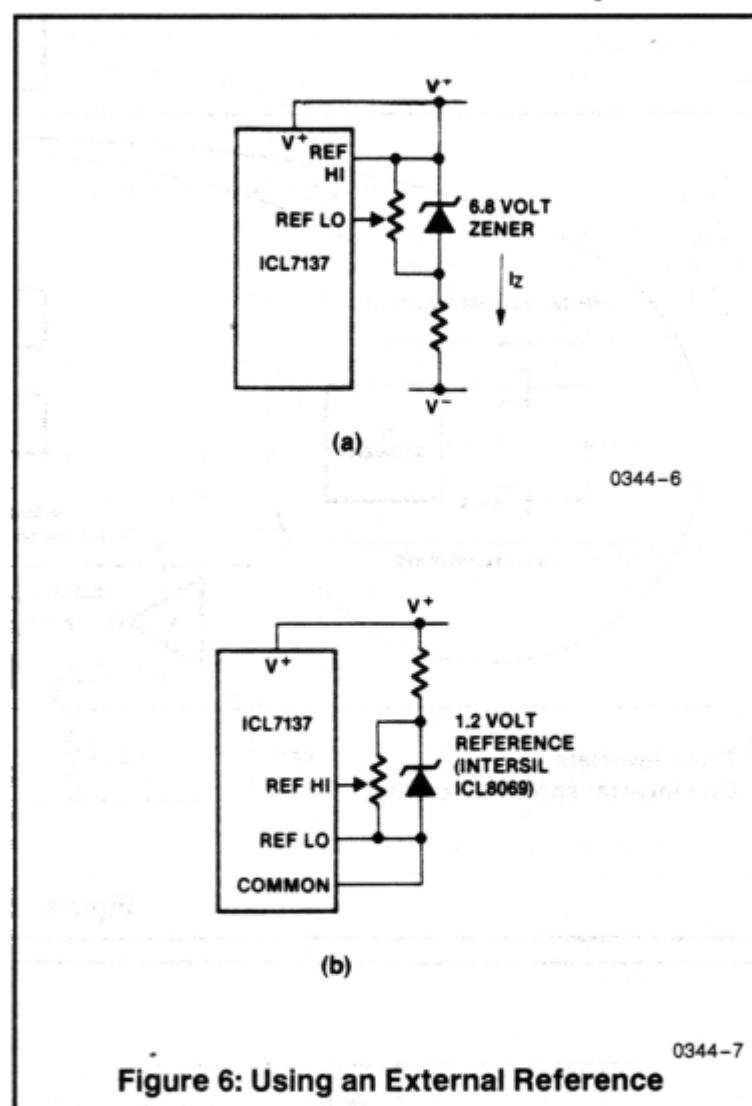 V+
V+
REF
HI
REF LO
6.8 VOLT
ZENER
ICL7137
IZ
V−
(a)
0344–6
V+
V+
ICL7137
1.2 VOLT
REFERENCE
(INTERSIL
ICL8069)
REF HI
REF LO
COMMON
(b)
0344–7
Figure 6: Using an External Reference